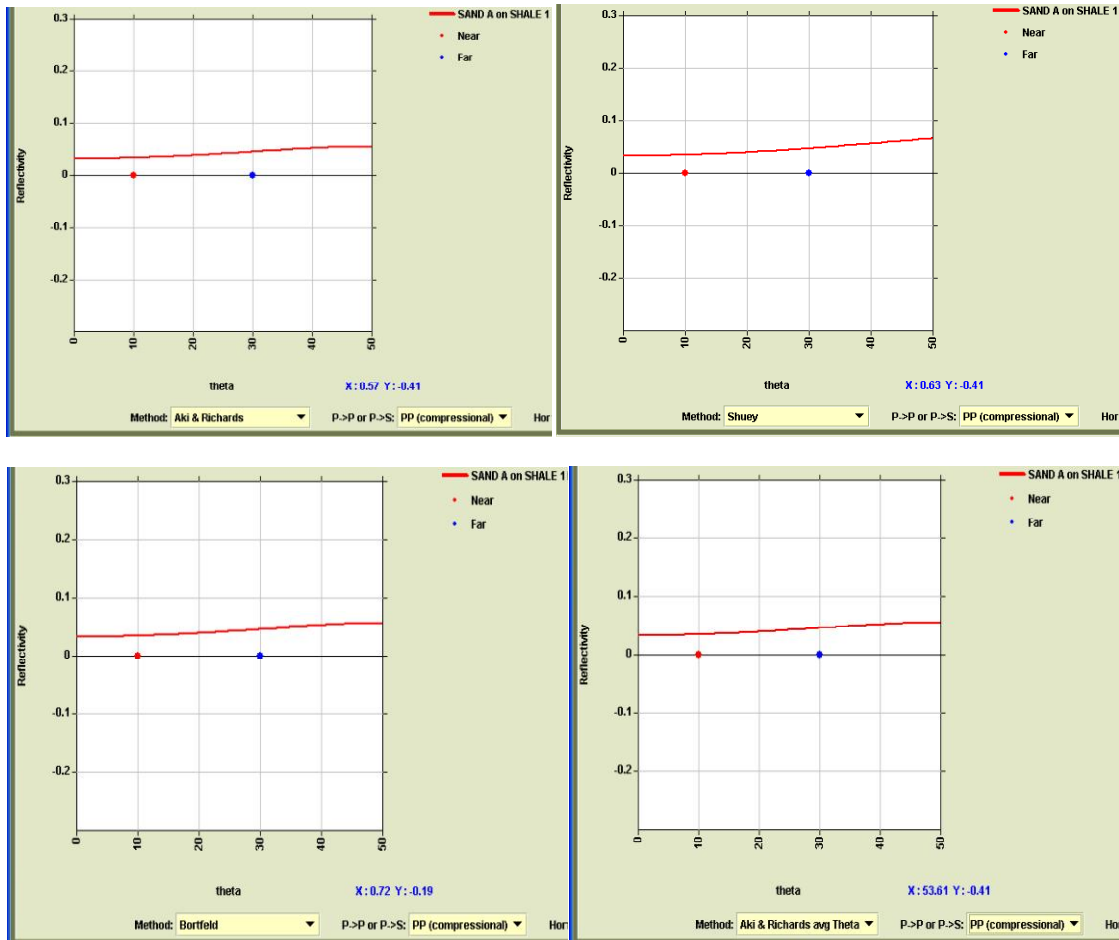 SAND A on SHALE 1
Near
Far
0.3
0.2
0.1
0
-0.1
-0.2
Reflectivity
0
10
20
30
40
50
theta
X : 0.57 Y : -0.41
Method: Aki & Richards
P->P or P->S: PP (compressional)
Hor
SAND A on SHALE 1
Near
Far
0.3
0.2
0.1
0
-0.1
-0.2
Reflectivity
0
10
20
30
40
50
theta
X : 0.63 Y : -0.41
Method: Shuey
P->P or P->S: PP (compressional)
Hor
SAND A on SHALE 1
Near
Far
0.3
0.2
0.1
0
-0.1
-0.2
Reflectivity
0
10
20
30
40
50
theta
X : 0.72 Y : -0.19
Method: Bortfeld
P->P or P->S: PP (compressional)
Hor
SAND A on SHALE 1
Near
Far
0.3
0.2
0.1
0
-0.1
-0.2
Reflectivity
0
10
20
30
40
50
theta
X : 53.61 Y : -0.41
Method: Aki & Richards avg Theta
P->P or P->S: PP (compressional)
Ho